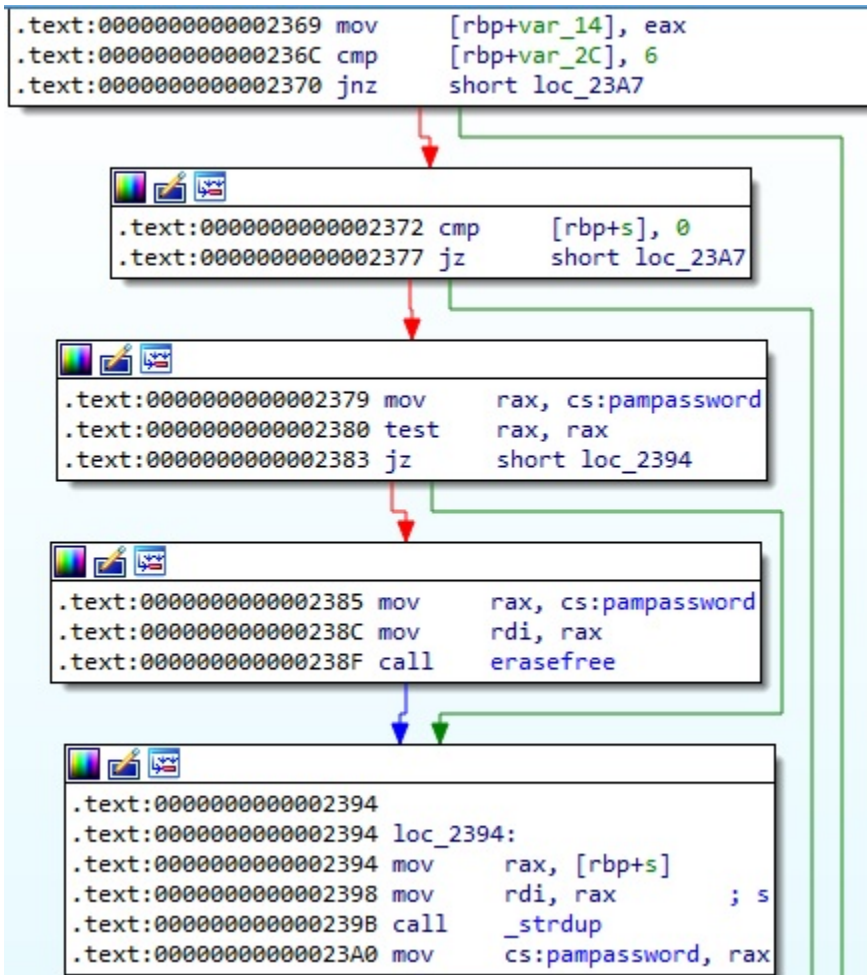 .text:0000000000002369 mov [rbp+var_14], eax
.text:000000000000236C cmp [rbp+var_2C], 6
.text:0000000000002370 jnz short loc_23A7
.text:0000000000002372 cmp [rbp+s], 0
.text:0000000000002377 jz short loc_23A7
.text:0000000000002379 mov rax, cs:pampassword
.text:0000000000002380 test rax, rax
.text:0000000000002383 jz short loc_2394
.text:0000000000002385 mov rax, cs:pampassword
.text:000000000000238C mov rdi, rax
.text:000000000000238F call erasefree
.text:0000000000002394
.text:0000000000002394 loc_2394:
.text:0000000000002394 mov rax, [rbp+s]
.text:0000000000002398 mov rdi, rax ; s
.text:000000000000239B call _strdup
.text:00000000000023A0 mov cs:pampassword, rax